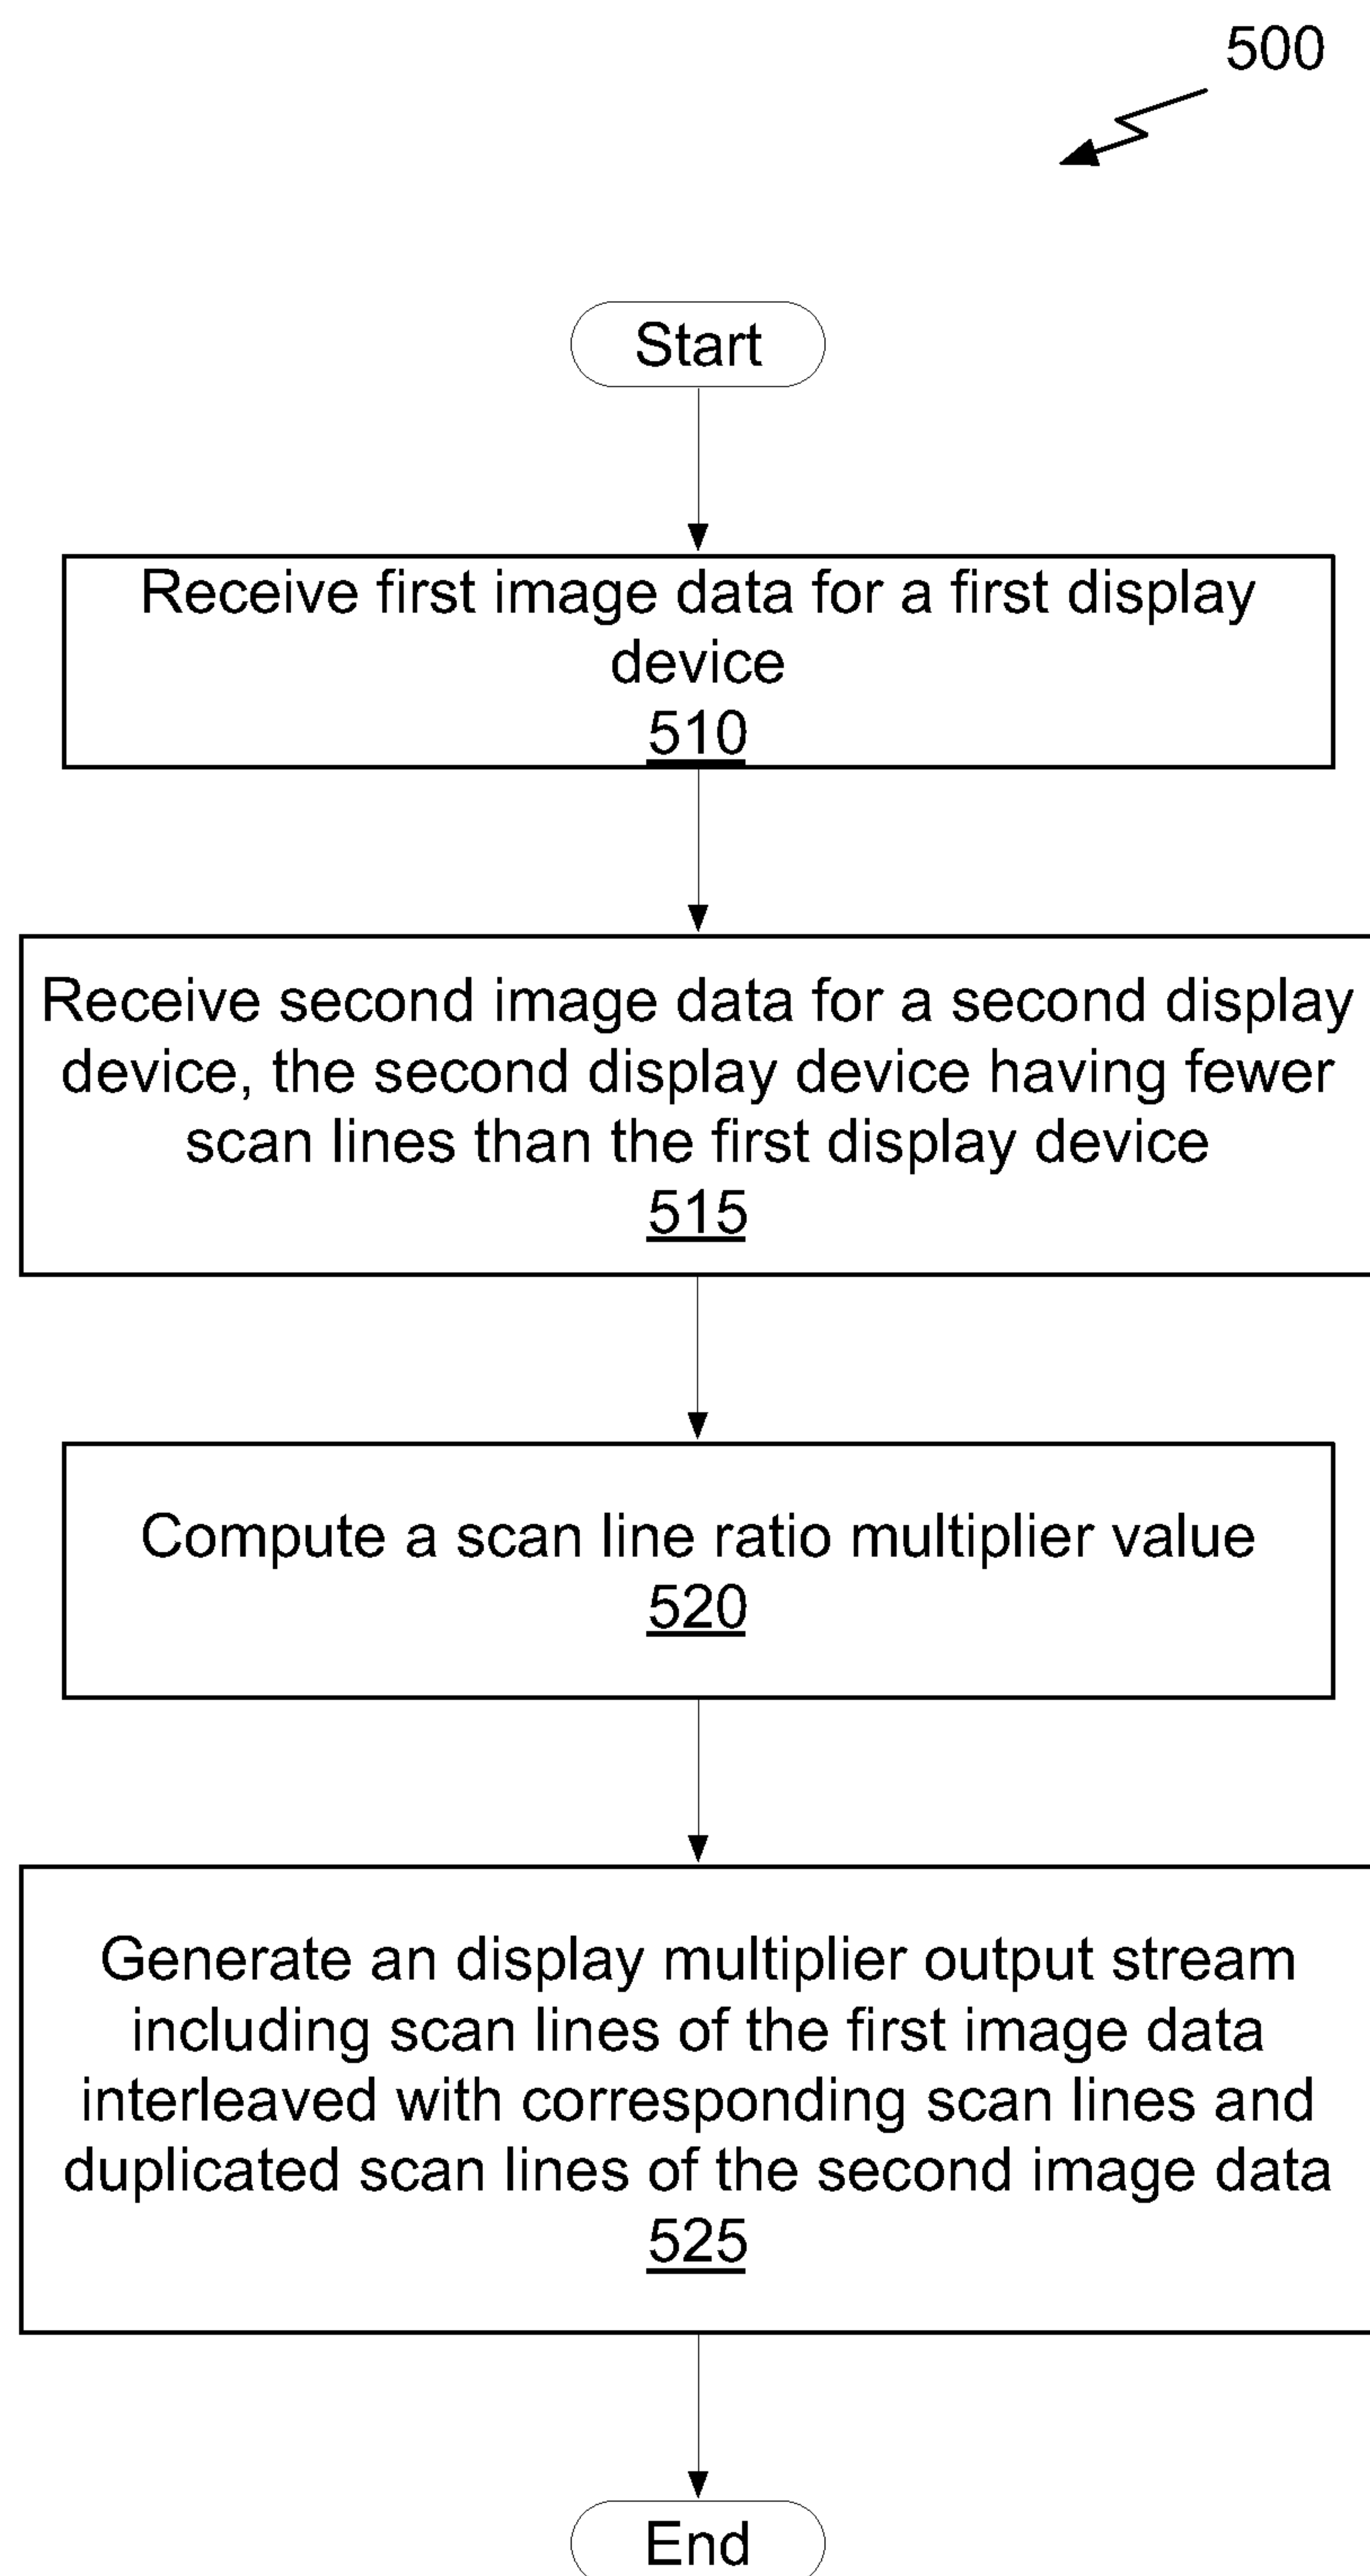 500
Start
Receive first image data for a first display
device
510
Receive second image data for a second display
device, the second display device having fewer
scan lines than the first display device
515
Compute a scan line ratio multiplier value
520
Generate an display multiplier output stream
including scan lines of the first image data
interleaved with corresponding scan lines and
duplicated scan lines of the second image data
525
End